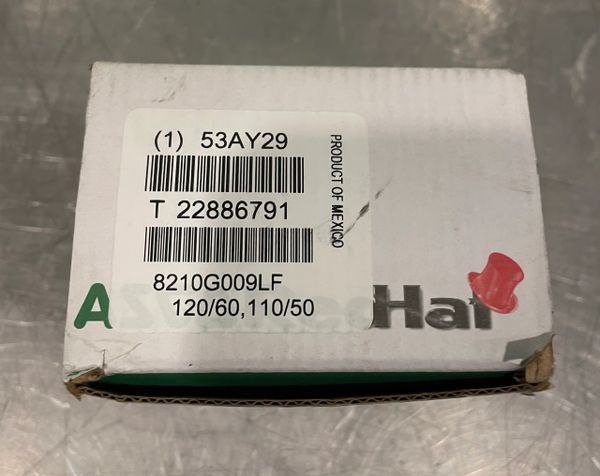 (1) 53AY29
T 22886791
8210G009LF
120/60,110/50
PRODUCT OF MEXICO
A
Hat